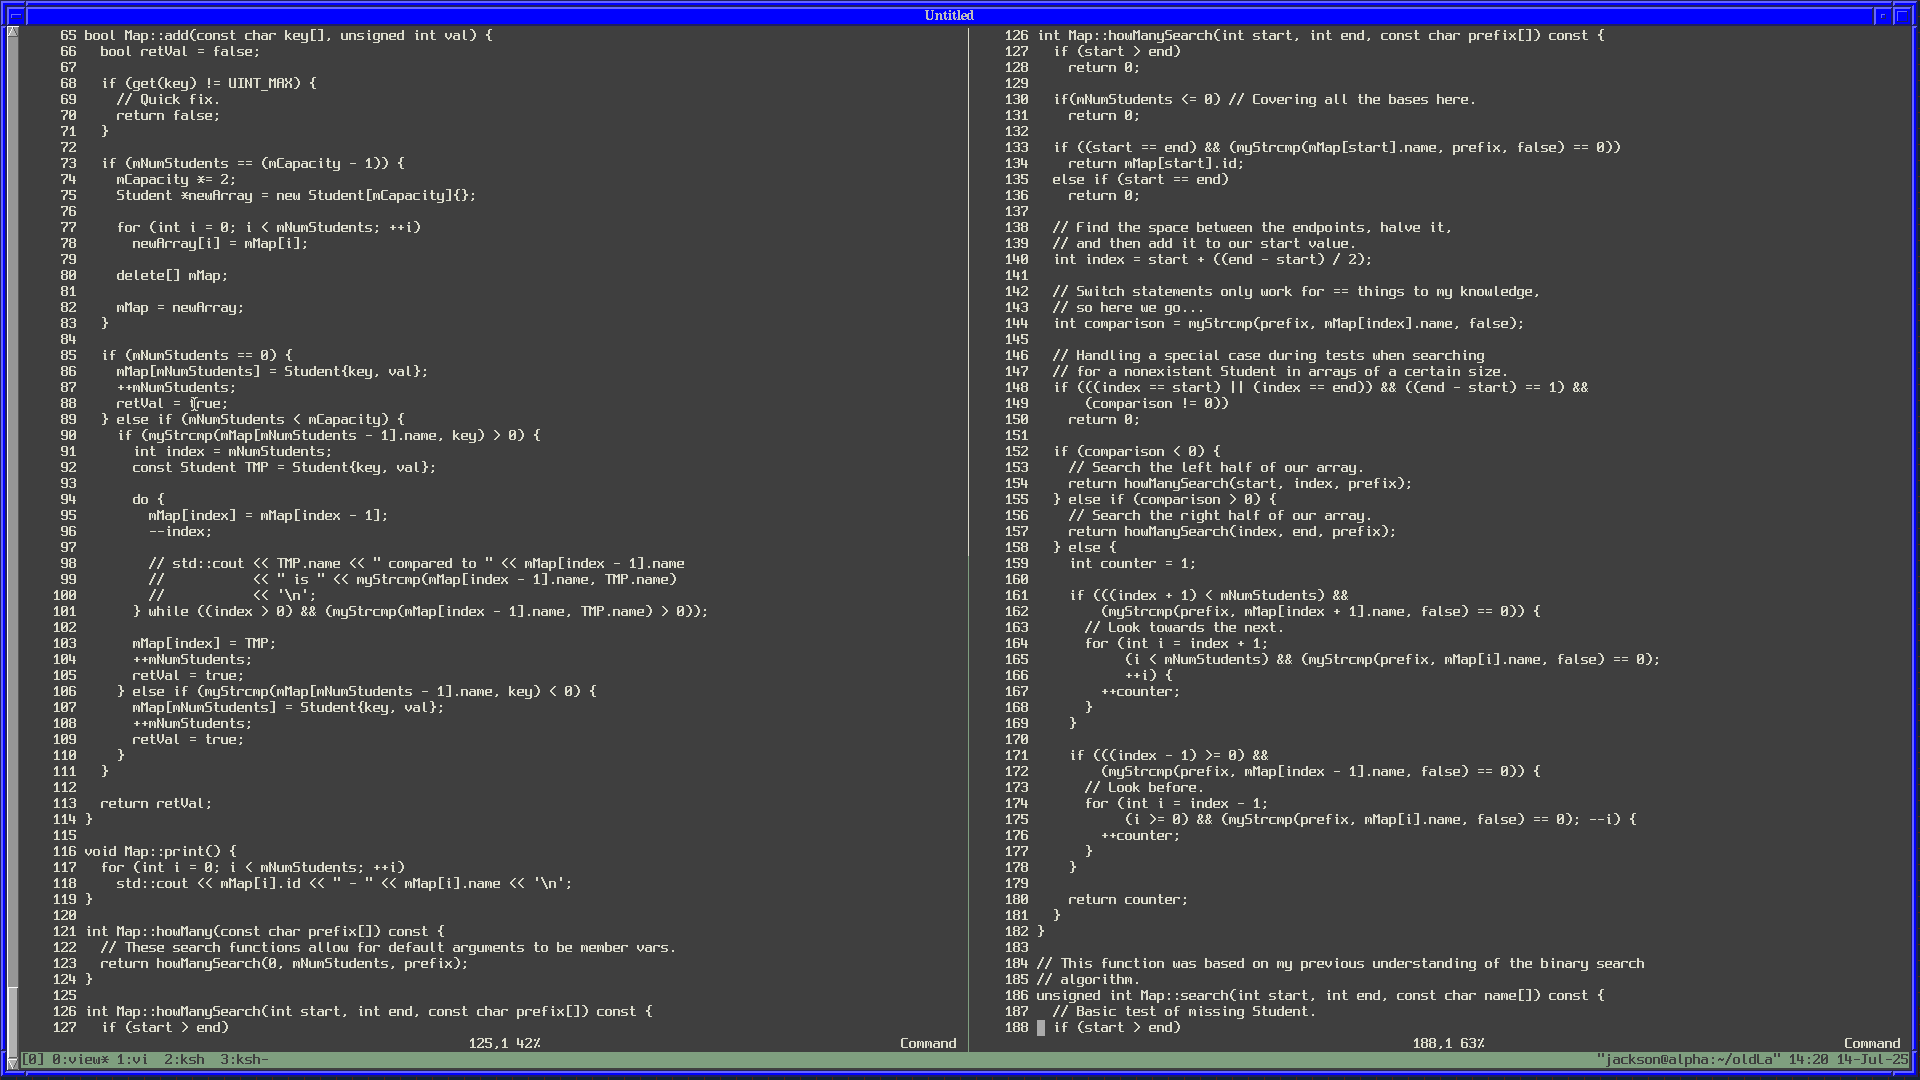 Untitled
65 bool Map::add(const char key[], unsigned int val) {
66   bool retVal = false;
67
68   if (get(key) != UINT_MAX) {
69     // Quick fix.
70     return false;
71   }
72
73   if (mNumStudents == (mCapacity - 1)) {
74     mCapacity *= 2;
75     Student *newArray = new Student[mCapacity]{};
76
77     for (int i = 0; i < mNumStudents; ++i)
78       newArray[i] = mMap[i];
79
80     delete[] mMap;
81
82     mMap = newArray;
83   }
84
85   if (mNumStudents == 0) {
86     mMap[mNumStudents] = Student{key, val};
87     ++mNumStudents;
88     retVal = true;
89   } else if (mNumStudents < mCapacity) {
90     if (myStrcmp(mMap[mNumStudents - 1].name, key) > 0) {
91       int index = mNumStudents;
92       const Student TMP = Student{key, val};
93
94       do {
95         mMap[index] = mMap[index - 1];
96         --index;
97
98         // std::cout << TMP.name << " compared to " << mMap[index - 1].name
99         //           << " is " << myStrcmp(mMap[index - 1].name, TMP.name)
100         //           << '\n';
101       } while ((index > 0) && (myStrcmp(mMap[index - 1].name, TMP.name) > 0));
102
103       mMap[index] = TMP;
104       ++mNumStudents;
105       retVal = true;
106     } else if (myStrcmp(mMap[mNumStudents - 1].name, key) < 0) {
107       mMap[mNumStudents] = Student{key, val};
108       ++mNumStudents;
109       retVal = true;
110     }
111   }
112
113   return retVal;
114 }
115
116 void Map::print() {
117   for (int i = 0; i < mNumStudents; ++i)
118     std::cout << mMap[i].id << " - " << mMap[i].name << '\n';
119 }
120
121 int Map::howMany(const char prefix[]) const {
122   // These search functions allow for default arguments to be member vars.
123   return howManySearch(0, mNumStudents, prefix);
124 }
125
126 int Map::howManySearch(int start, int end, const char prefix[]) const {
127   if (start > end)
125,1 42% Command
126 int Map::howManySearch(int start, int end, const char prefix[]) const {
127   if (start > end)
128     return 0;
129
130   if(mNumStudents <= 0) // Covering all the bases here.
131     return 0;
132
133   if ((start == end) && (myStrcmp(mMap[start].name, prefix, false) == 0))
134     return mMap[start].id;
135   else if (start == end)
136     return 0;
137
138   // Find the space between the endpoints, halve it,
139   // and then add it to our start value.
140   int index = start + ((end - start) / 2);
141
142   // Switch statements only work for == things to my knowledge,
143   // so here we go...
144   int comparison = myStrcmp(prefix, mMap[index].name, false);
145
146   // Handling a special case during tests when searching
147   // for a nonexistent Student in arrays of a certain size.
148   if (((index == start) || (index == end)) && ((end - start) == 1) &&
149       (comparison != 0))
150     return 0;
151
152   if (comparison < 0) {
153     // Search the left half of our array.
154     return howManySearch(start, index, prefix);
155   } else if (comparison > 0) {
156     // Search the right half of our array.
157     return howManySearch(index, end, prefix);
158   } else {
159     int counter = 1;
160
161     if (((index + 1) < mNumStudents) &&
162         (myStrcmp(prefix, mMap[index + 1].name, false) == 0)) {
163       // Look towards the next.
164       for (int i = index + 1;
165            (i < mNumStudents) && (myStrcmp(prefix, mMap[i].name, false) == 0);
166            ++i) {
167         ++counter;
168       }
169     }
170
171     if (((index - 1) >= 0) &&
172         (myStrcmp(prefix, mMap[index - 1].name, false) == 0)) {
173       // Look before.
174       for (int i = index - 1;
175            (i >= 0) && (myStrcmp(prefix, mMap[i].name, false) == 0); --i) {
176         ++counter;
177       }
178     }
179
180     return counter;
181   }
182 }
183
184 // This function was based on my previous understanding of the binary search
185 // algorithm.
186 unsigned int Map::search(int start, int end, const char name[]) const {
187   // Basic test of missing Student.
188   if (start > end)
188,1 63% Command
[0] 0:view* 1:vi  2:ksh  3:ksh- "jackson@alpha:~/oldLa" 14:20 14-Jul-25